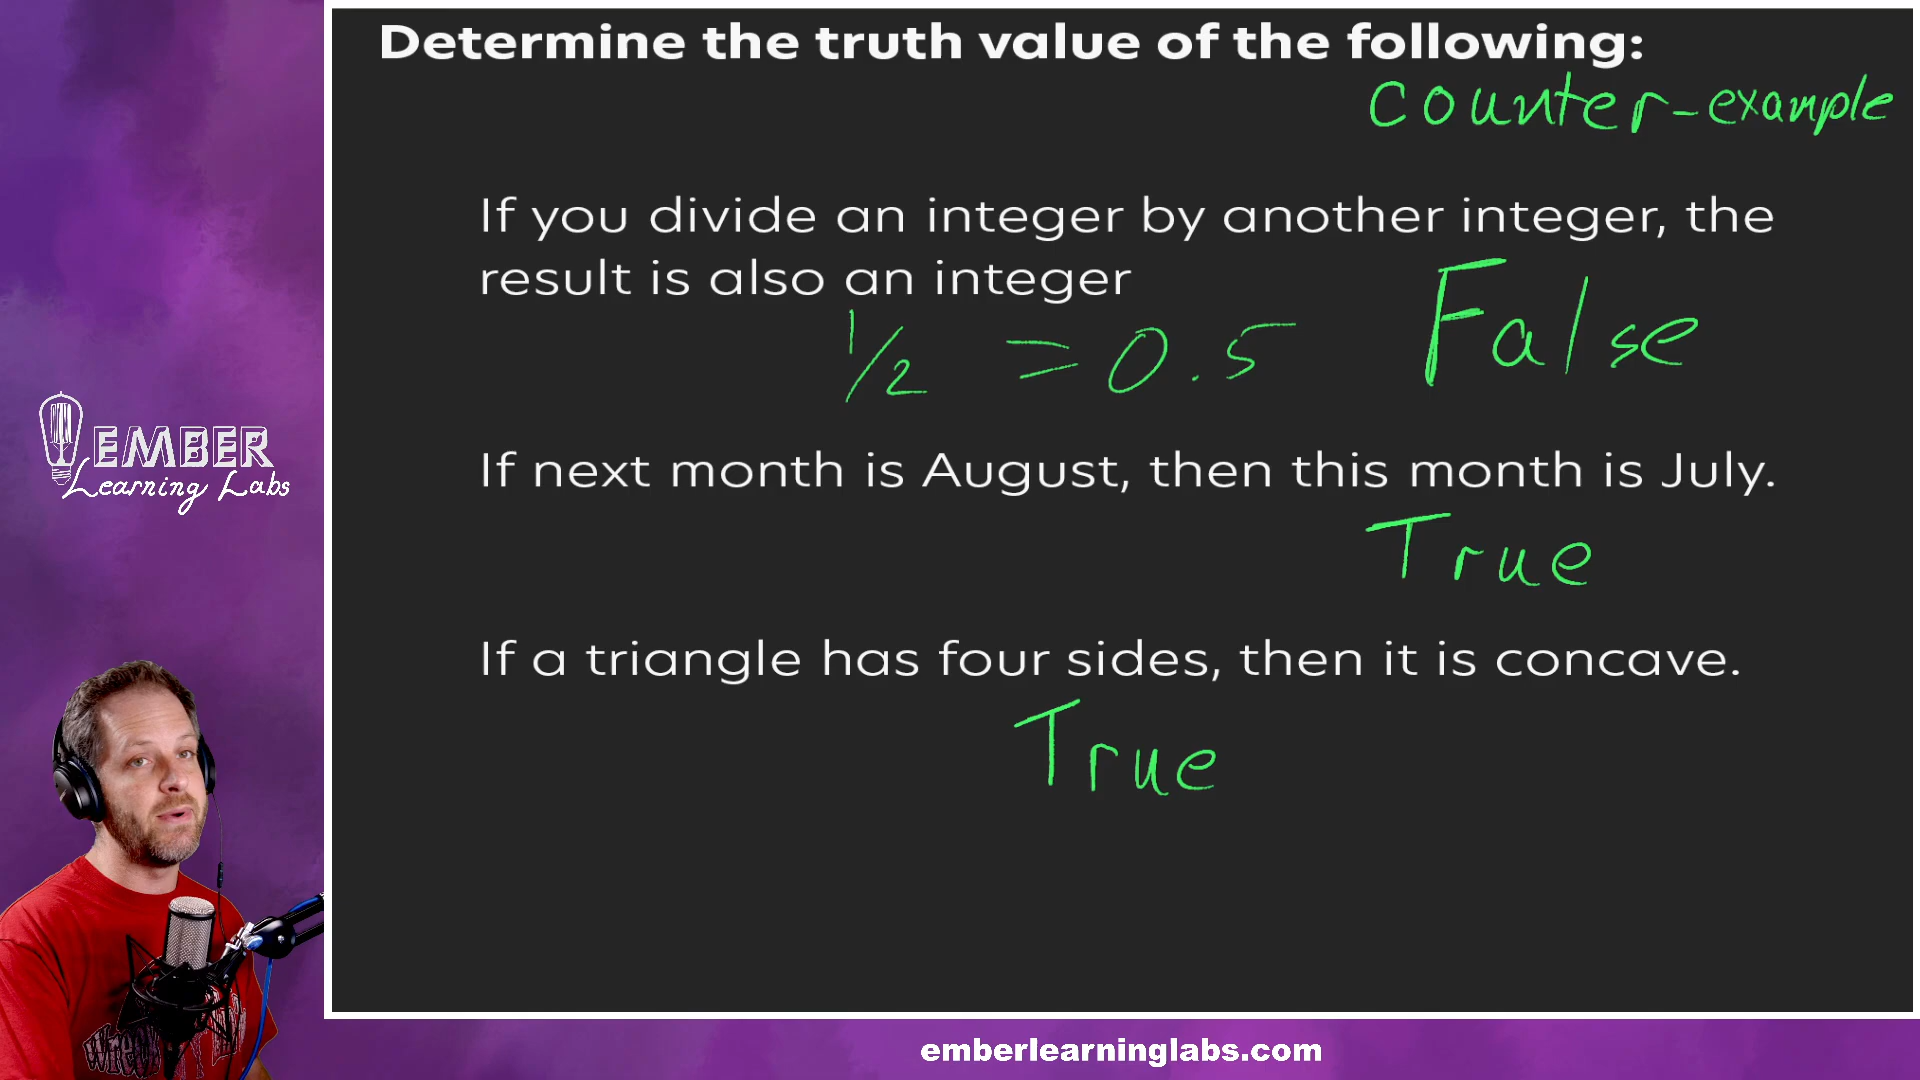 Determine the truth value of the following:
counter-example
If you divide an integer by another integer, the
result is also an integer
1/2 = 0.5 False
If next month is August, then this month is July.
True
If a triangle has four sides, then it is concave.
True
EMBER
Learning Labs
emberlearninglabs.com